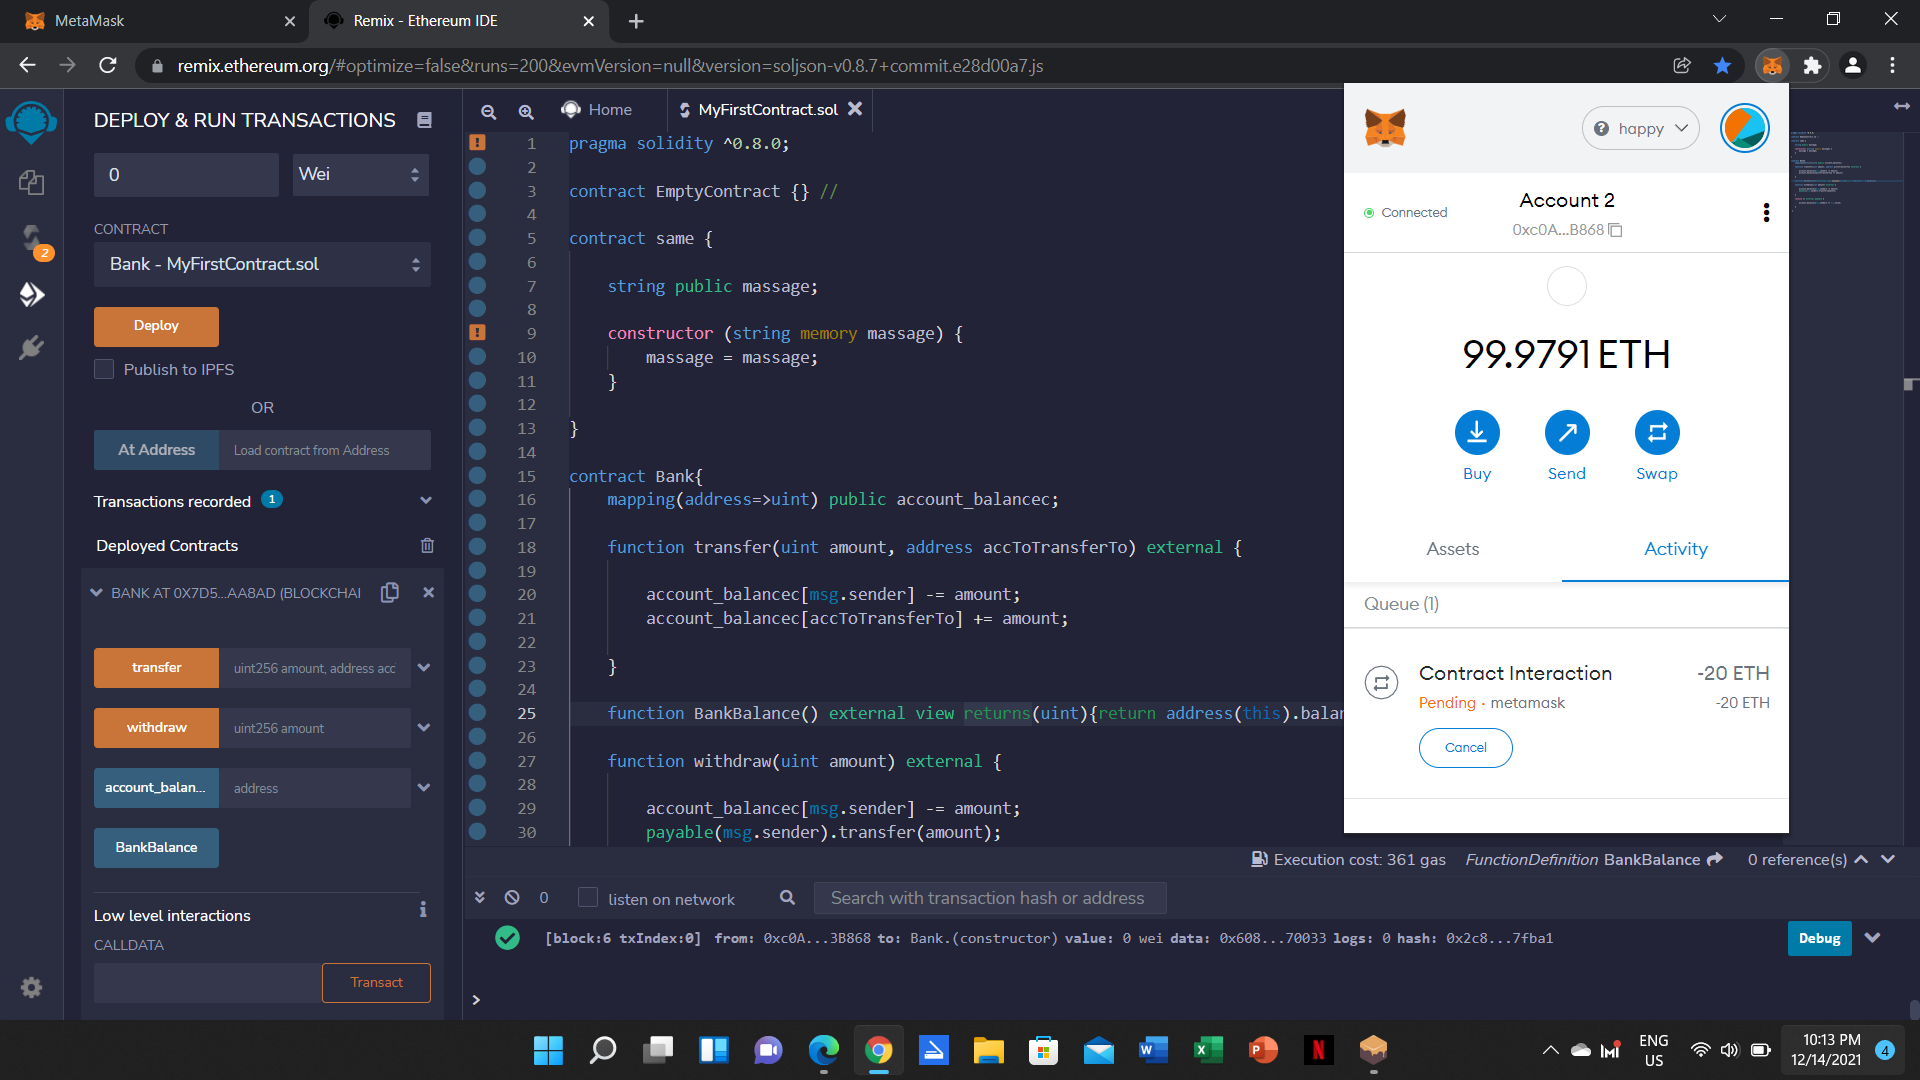 MetaMask
Remix - Ethereum IDE
remix.ethereum.org/#optimize=false&runs=200&evmVersion=null&version=soljson-v0.8.7+commit.e28d00a7.js
DEPLOY & RUN TRANSACTIONS
0
Wei
CONTRACT
Bank - MyFirstContract.sol
Deploy
Publish to IPFS
OR
At Address
Load contract from Address
Transactions recorded 1
Deployed Contracts
BANK AT 0X7D5...AA8AD (BLOCKCHAI
transfer
uint256 amount, address acc
withdraw
uint256 amount
account_balan...
address
BankBalance
Low level interactions
CALLDATA
Transact
2
Home
MyFirstContract.sol
1 pragma solidity ^0.8.0;
2
3 contract EmptyContract {} //
4
5 contract same {
6
7 string public massage;
8
9 constructor (string memory massage) {
10 massage = massage;
11 }
12
13 }
14
15 contract Bank{
16 mapping(address=>uint) public account_balancec;
17
18 function transfer(uint amount, address accToTransferTo) external {
19
20 account_balancec[msg.sender] -= amount;
21 account_balancec[accToTransferTo] += amount;
22
23 }
24
25 function BankBalance() external view returns(uint){return address(this).balan
26
27 function withdraw(uint amount) external {
28
29 account_balancec[msg.sender] -= amount;
30 payable(msg.sender).transfer(amount);
Execution cost: 361 gas FunctionDefinition BankBalance 0 reference(s)
0
listen on network
Search with transaction hash or address
[block:6 txIndex:0] from: 0xc0A...3B868 to: Bank.(constructor) value: 0 wei data: 0x608...70033 logs: 0 hash: 0x2c8...7fba1
Debug
>
happy
Connected
Account 2
0xc0A...B868
99.9791 ETH
Buy
Send
Swap
Assets
Activity
Queue (1)
Contract Interaction
-20 ETH
Pending · metamask
-20 ETH
Cancel
ENG
US
10:13 PM
12/14/2021
4